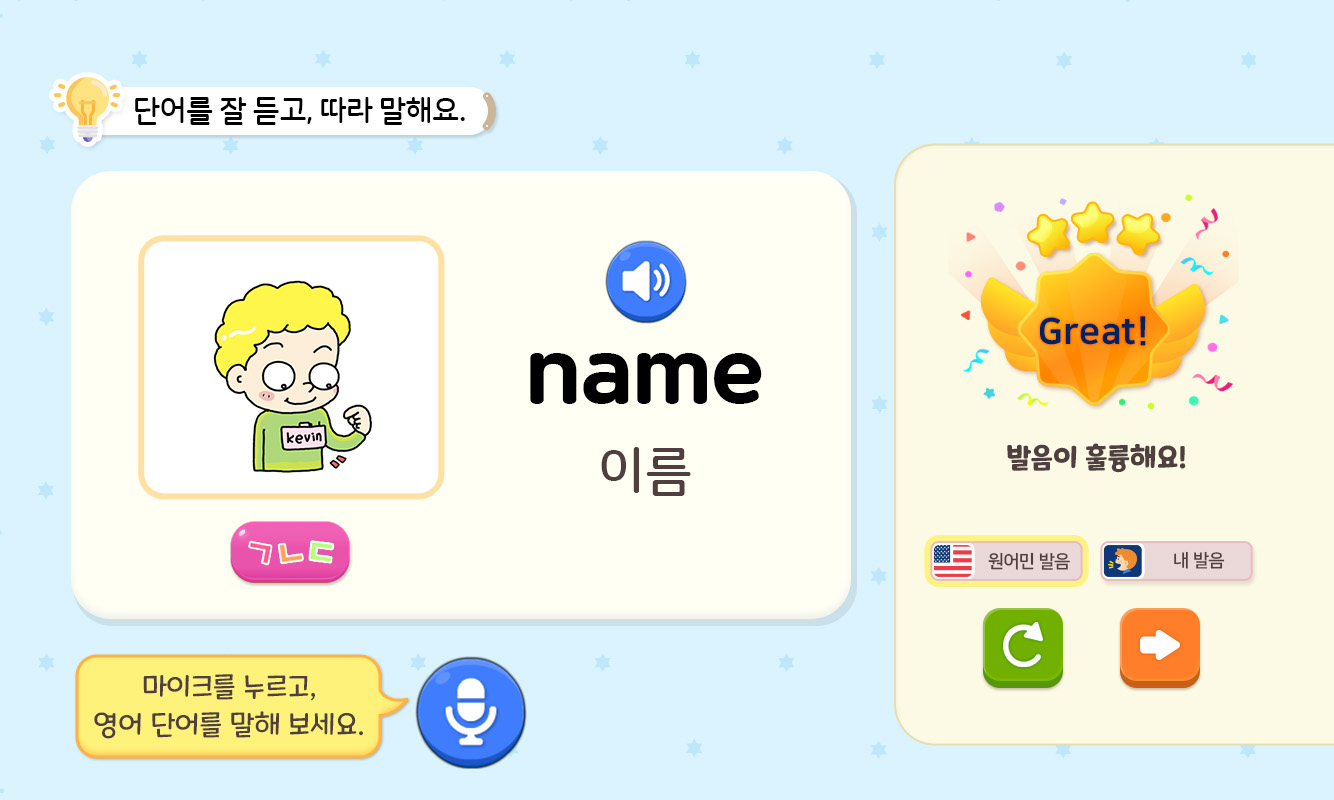 단어를 잘 듣고, 따라 말해요.
kevin
name
이름
ㄱㄴㄷ
마이크를 누르고,
영어 단어를 말해 보세요.
Great!
발음이 훌륭해요!
원어민 발음
내 발음